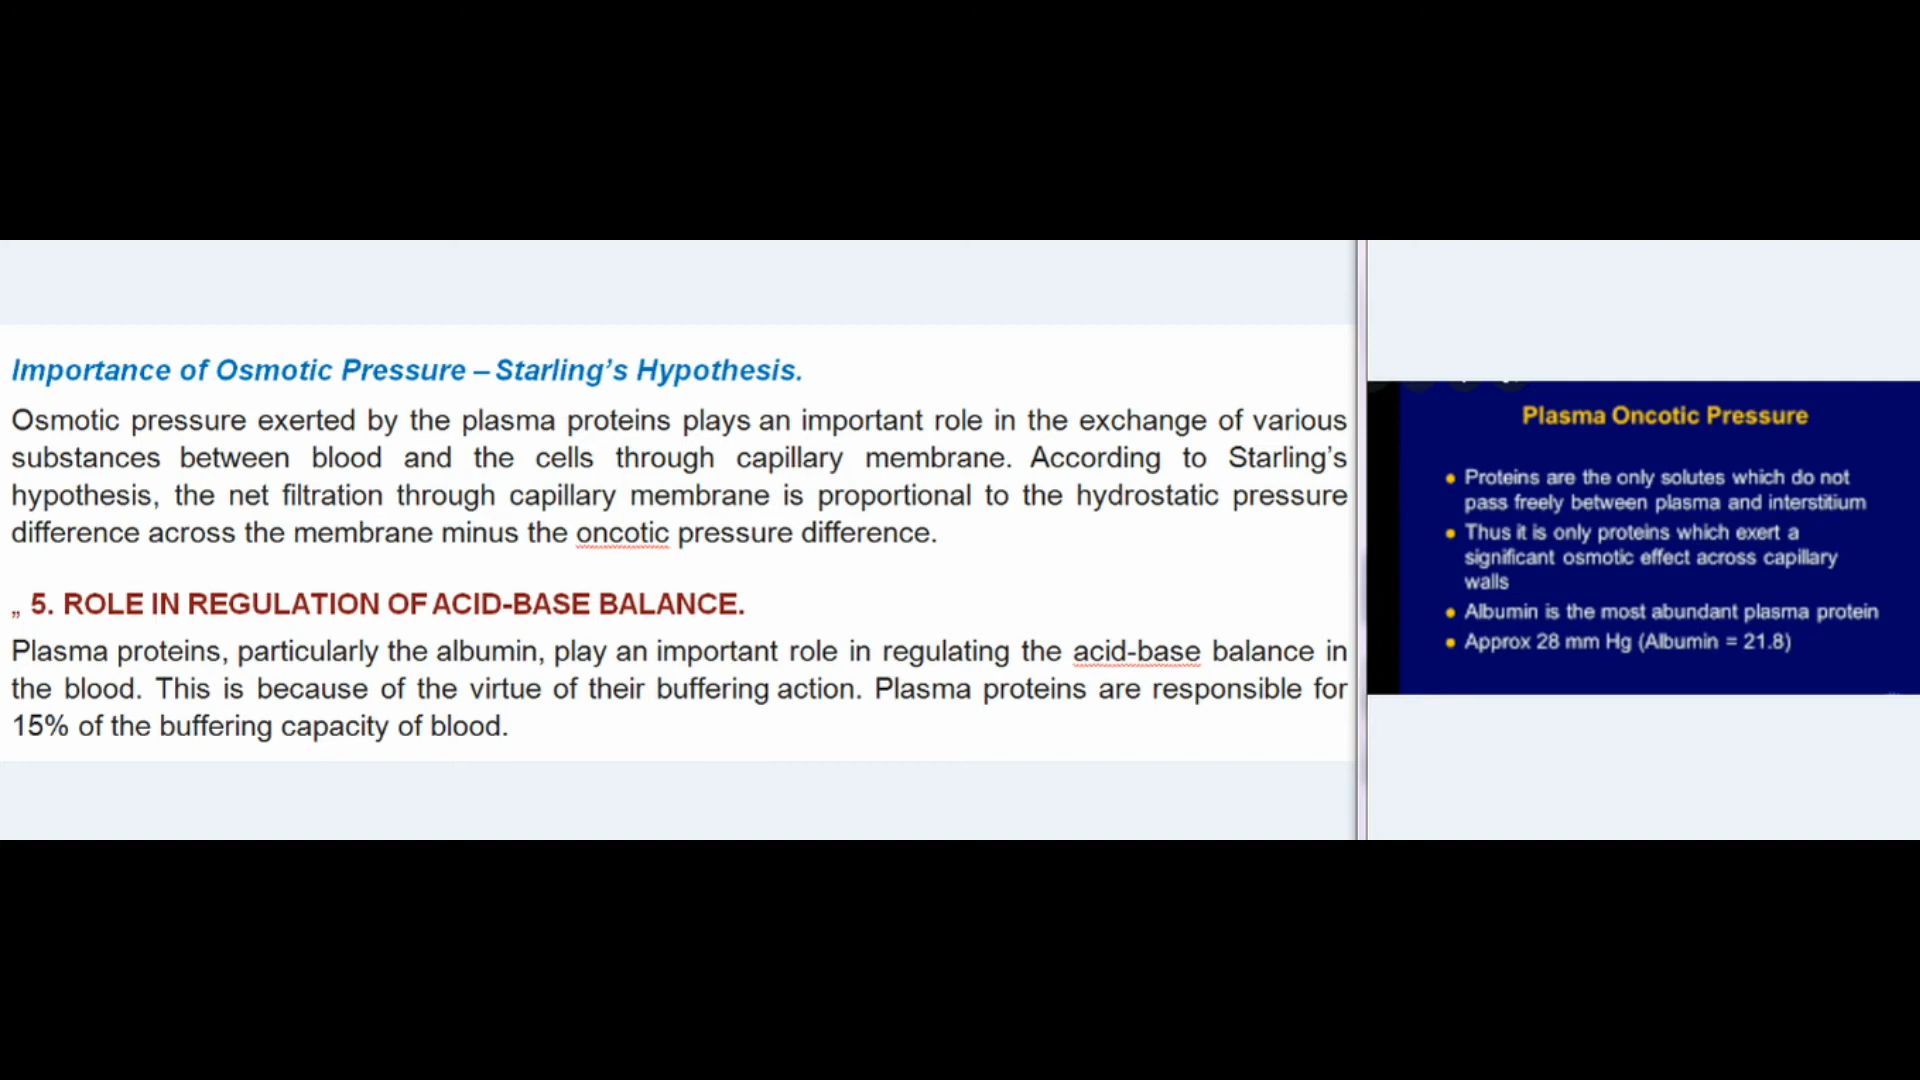 Importance of Osmotic Pressure – Starling’s Hypothesis.
Osmotic pressure exerted by the plasma proteins plays an important role in the exchange of various
substances between blood and the cells through capillary membrane. According to Starling’s
hypothesis, the net filtration through capillary membrane is proportional to the hydrostatic pressure
difference across the membrane minus the oncotic pressure difference.
„ 5. ROLE IN REGULATION OF ACID-BASE BALANCE.
Plasma proteins, particularly the albumin, play an important role in regulating the acid-base balance in
the blood. This is because of the virtue of their buffering action. Plasma proteins are responsible for
15% of the buffering capacity of blood.
Plasma Oncotic Pressure
• Proteins are the only solutes which do not
pass freely between plasma and interstitium
• Thus it is only proteins which exert a
significant osmotic effect across capillary
walls
• Albumin is the most abundant plasma protein
• Approx 28 mm Hg (Albumin = 21.8)